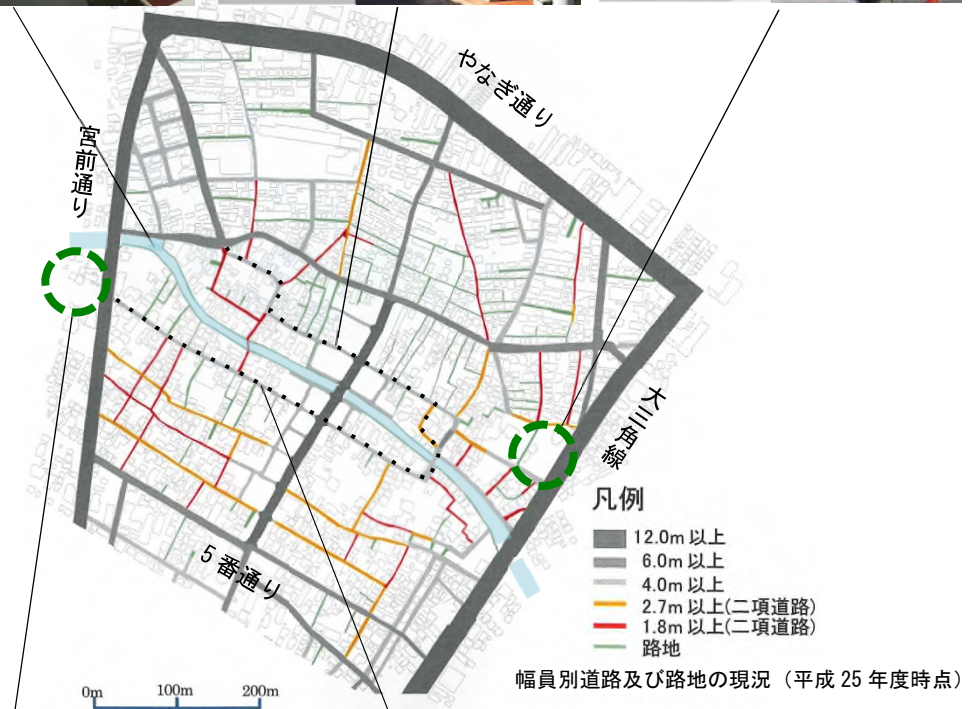 やなぎ通り
宮前通り
大三角線
凡例
12.0m 以上
6.0m 以上
4.0m 以上
2.7m 以上(二項道路)
1.8m 以上(二項道路)
路地
5番通り
幅員別道路及び路地の現況（平成 25 年度時点）
0m 100m 200m